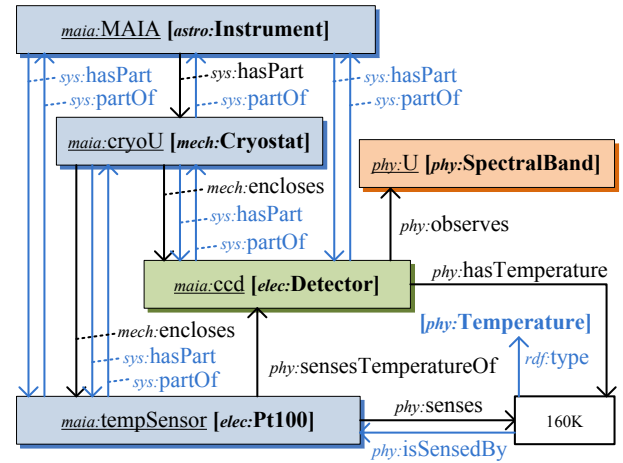 maia:MAIA [astro:Instrument]
sys:hasPart
sys:partOf
sys:hasPart
sys:partOf
sys:hasPart
sys:partOf
maia:cryoU [mech:Cryostat]
phy:U [phy:SpectralBand]
mech:encloses
sys:hasPart
sys:partOf
phy:observes
maia:ccd [elec:Detector]
phy:hasTemperature
mech:encloses
sys:hasPart
sys:partOf
phy:sensesTemperatureOf
[phy:Temperature]
rdf:type
maia:tempSensor [elec:Pt100]
phy:senses
160K
phy:isSensedBy